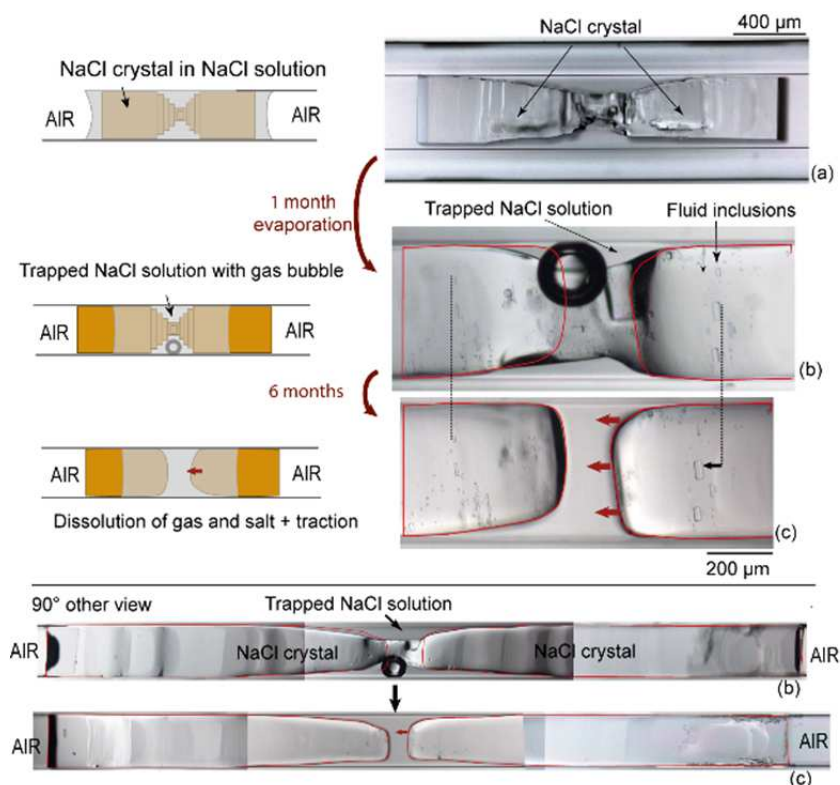 400 µm
NaCl crystal
NaCl crystal in NaCl solution
AIR
AIR
(a)
1 month
evaporation
Trapped NaCl solution
Fluid inclusions
Trapped NaCl solution with gas bubble
AIR
AIR
(b)
6 months
AIR
AIR
Dissolution of gas and salt + traction
(c)
200 µm
90° other view
Trapped NaCl solution
AIR
NaCl crystal
NaCl crystal
AIR
(b)
AIR
AIR
(c)